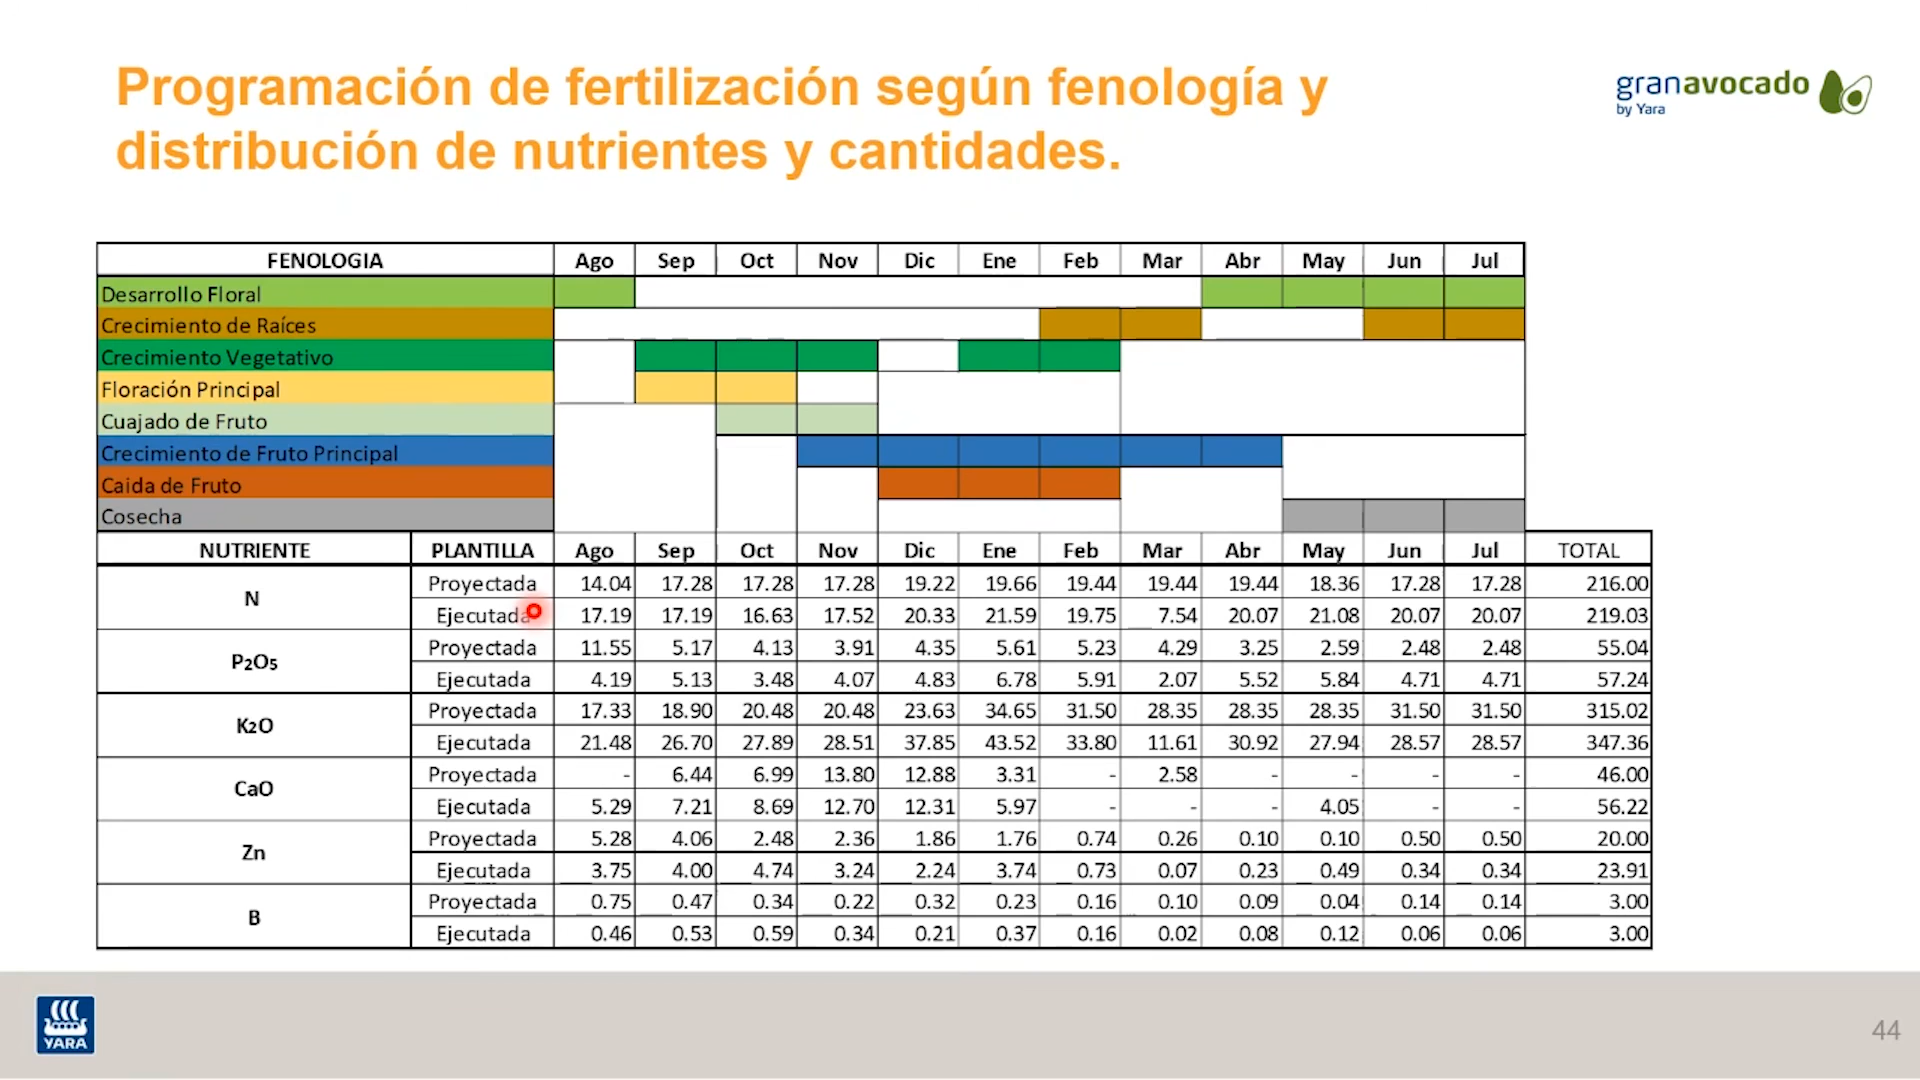 Programación de fertilización según fenología y
distribución de nutrientes y cantidades.
granavocado
by Yara
FENOLOGIA Ago Sep Oct Nov Dic Ene Feb Mar Abr May Jun Jul
Desarrollo Floral
Crecimiento de Raíces
Crecimiento Vegetativo
Floración Principal
Cuajado de Fruto
Crecimiento de Fruto Principal
Caida de Fruto
Cosecha
NUTRIENTE PLANTILLA Ago Sep Oct Nov Dic Ene Feb Mar Abr May Jun Jul TOTAL
N
Proyectada 14.04 17.28 17.28 17.28 19.22 19.66 19.44 19.44 19.44 18.36 17.28 17.28 216.00
Ejecutada 17.19 17.19 16.63 17.52 20.33 21.59 19.75 7.54 20.07 21.08 20.07 20.07 219.03
P2O5
Proyectada 11.55 5.17 4.13 3.91 4.35 5.61 5.23 4.29 3.25 2.59 2.48 2.48 55.04
Ejecutada 4.19 5.13 3.48 4.07 4.83 6.78 5.91 2.07 5.52 5.84 4.71 4.71 57.24
K2O
Proyectada 17.33 18.90 20.48 20.48 23.63 34.65 31.50 28.35 28.35 28.35 31.50 31.50 315.02
Ejecutada 21.48 26.70 27.89 28.51 37.85 43.52 33.80 11.61 30.92 27.94 28.57 28.57 347.36
CaO
Proyectada - 6.44 6.99 13.80 12.88 3.31 - 2.58 - - - - 46.00
Ejecutada 5.29 7.21 8.69 12.70 12.31 5.97 - - - 4.05 - - 56.22
Zn
Proyectada 5.28 4.06 2.48 2.36 1.86 1.76 0.74 0.26 0.10 0.10 0.50 0.50 20.00
Ejecutada 3.75 4.00 4.74 3.24 2.24 3.74 0.73 0.07 0.23 0.49 0.34 0.34 23.91
B
Proyectada 0.75 0.47 0.34 0.22 0.32 0.23 0.16 0.10 0.09 0.04 0.14 0.14 3.00
Ejecutada 0.46 0.53 0.59 0.34 0.21 0.37 0.16 0.02 0.08 0.12 0.06 0.06 3.00
YARA
44